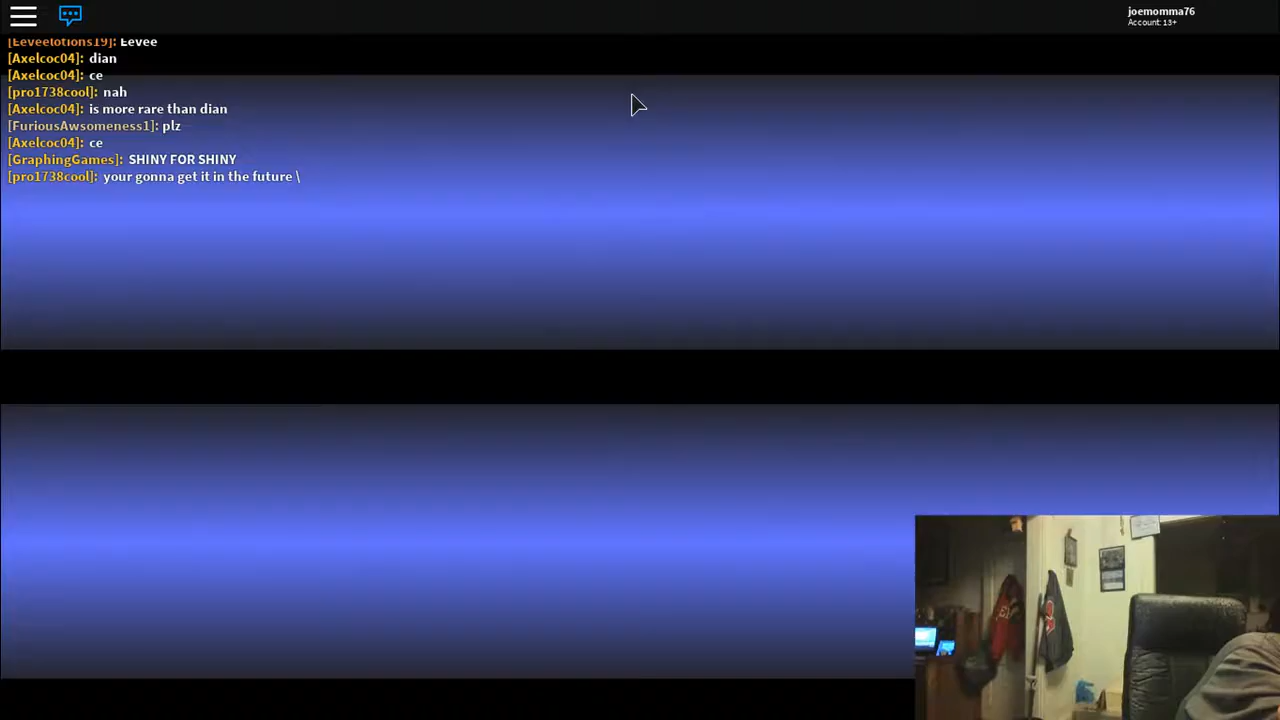 joemomma76
Account: 13+
[Eeveelotions19]: Eevee
[Axelcoc04]: dian
[Axelcoc04]: ce
[pro1738cool]: nah
[Axelcoc04]: is more rare than dian
[FuriousAwsomeness1]: plz
[Axelcoc04]: ce
[GraphingGames]: SHINY FOR SHINY
[pro1738cool]: your gonna get it in the future \